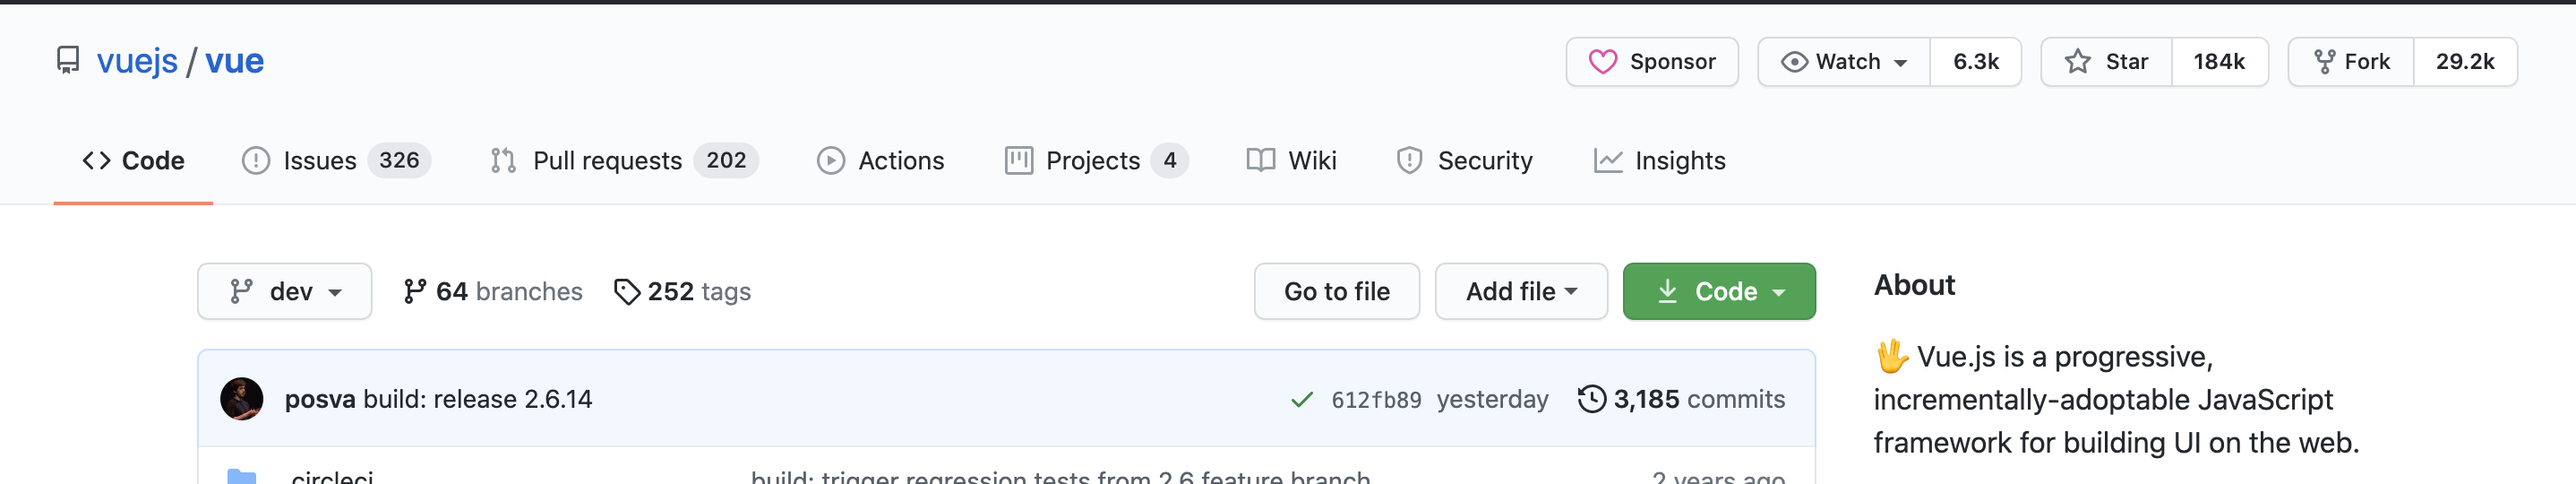 vuejs / vue
Sponsor Watch 6.3k Star 184k Fork 29.2k
Code Issues 326 Pull requests 202 Actions Projects 4 Wiki Security Insights
dev 64 branches 252 tags Go to file Add file Code
posva build: release 2.6.14 612fb89 yesterday 3,185 commits
.circleci build: trigger regression tests from 2.6 feature branch 2 years ago
About
🖖 Vue.js is a progressive,
incrementally-adoptable JavaScript
framework for building UI on the web.